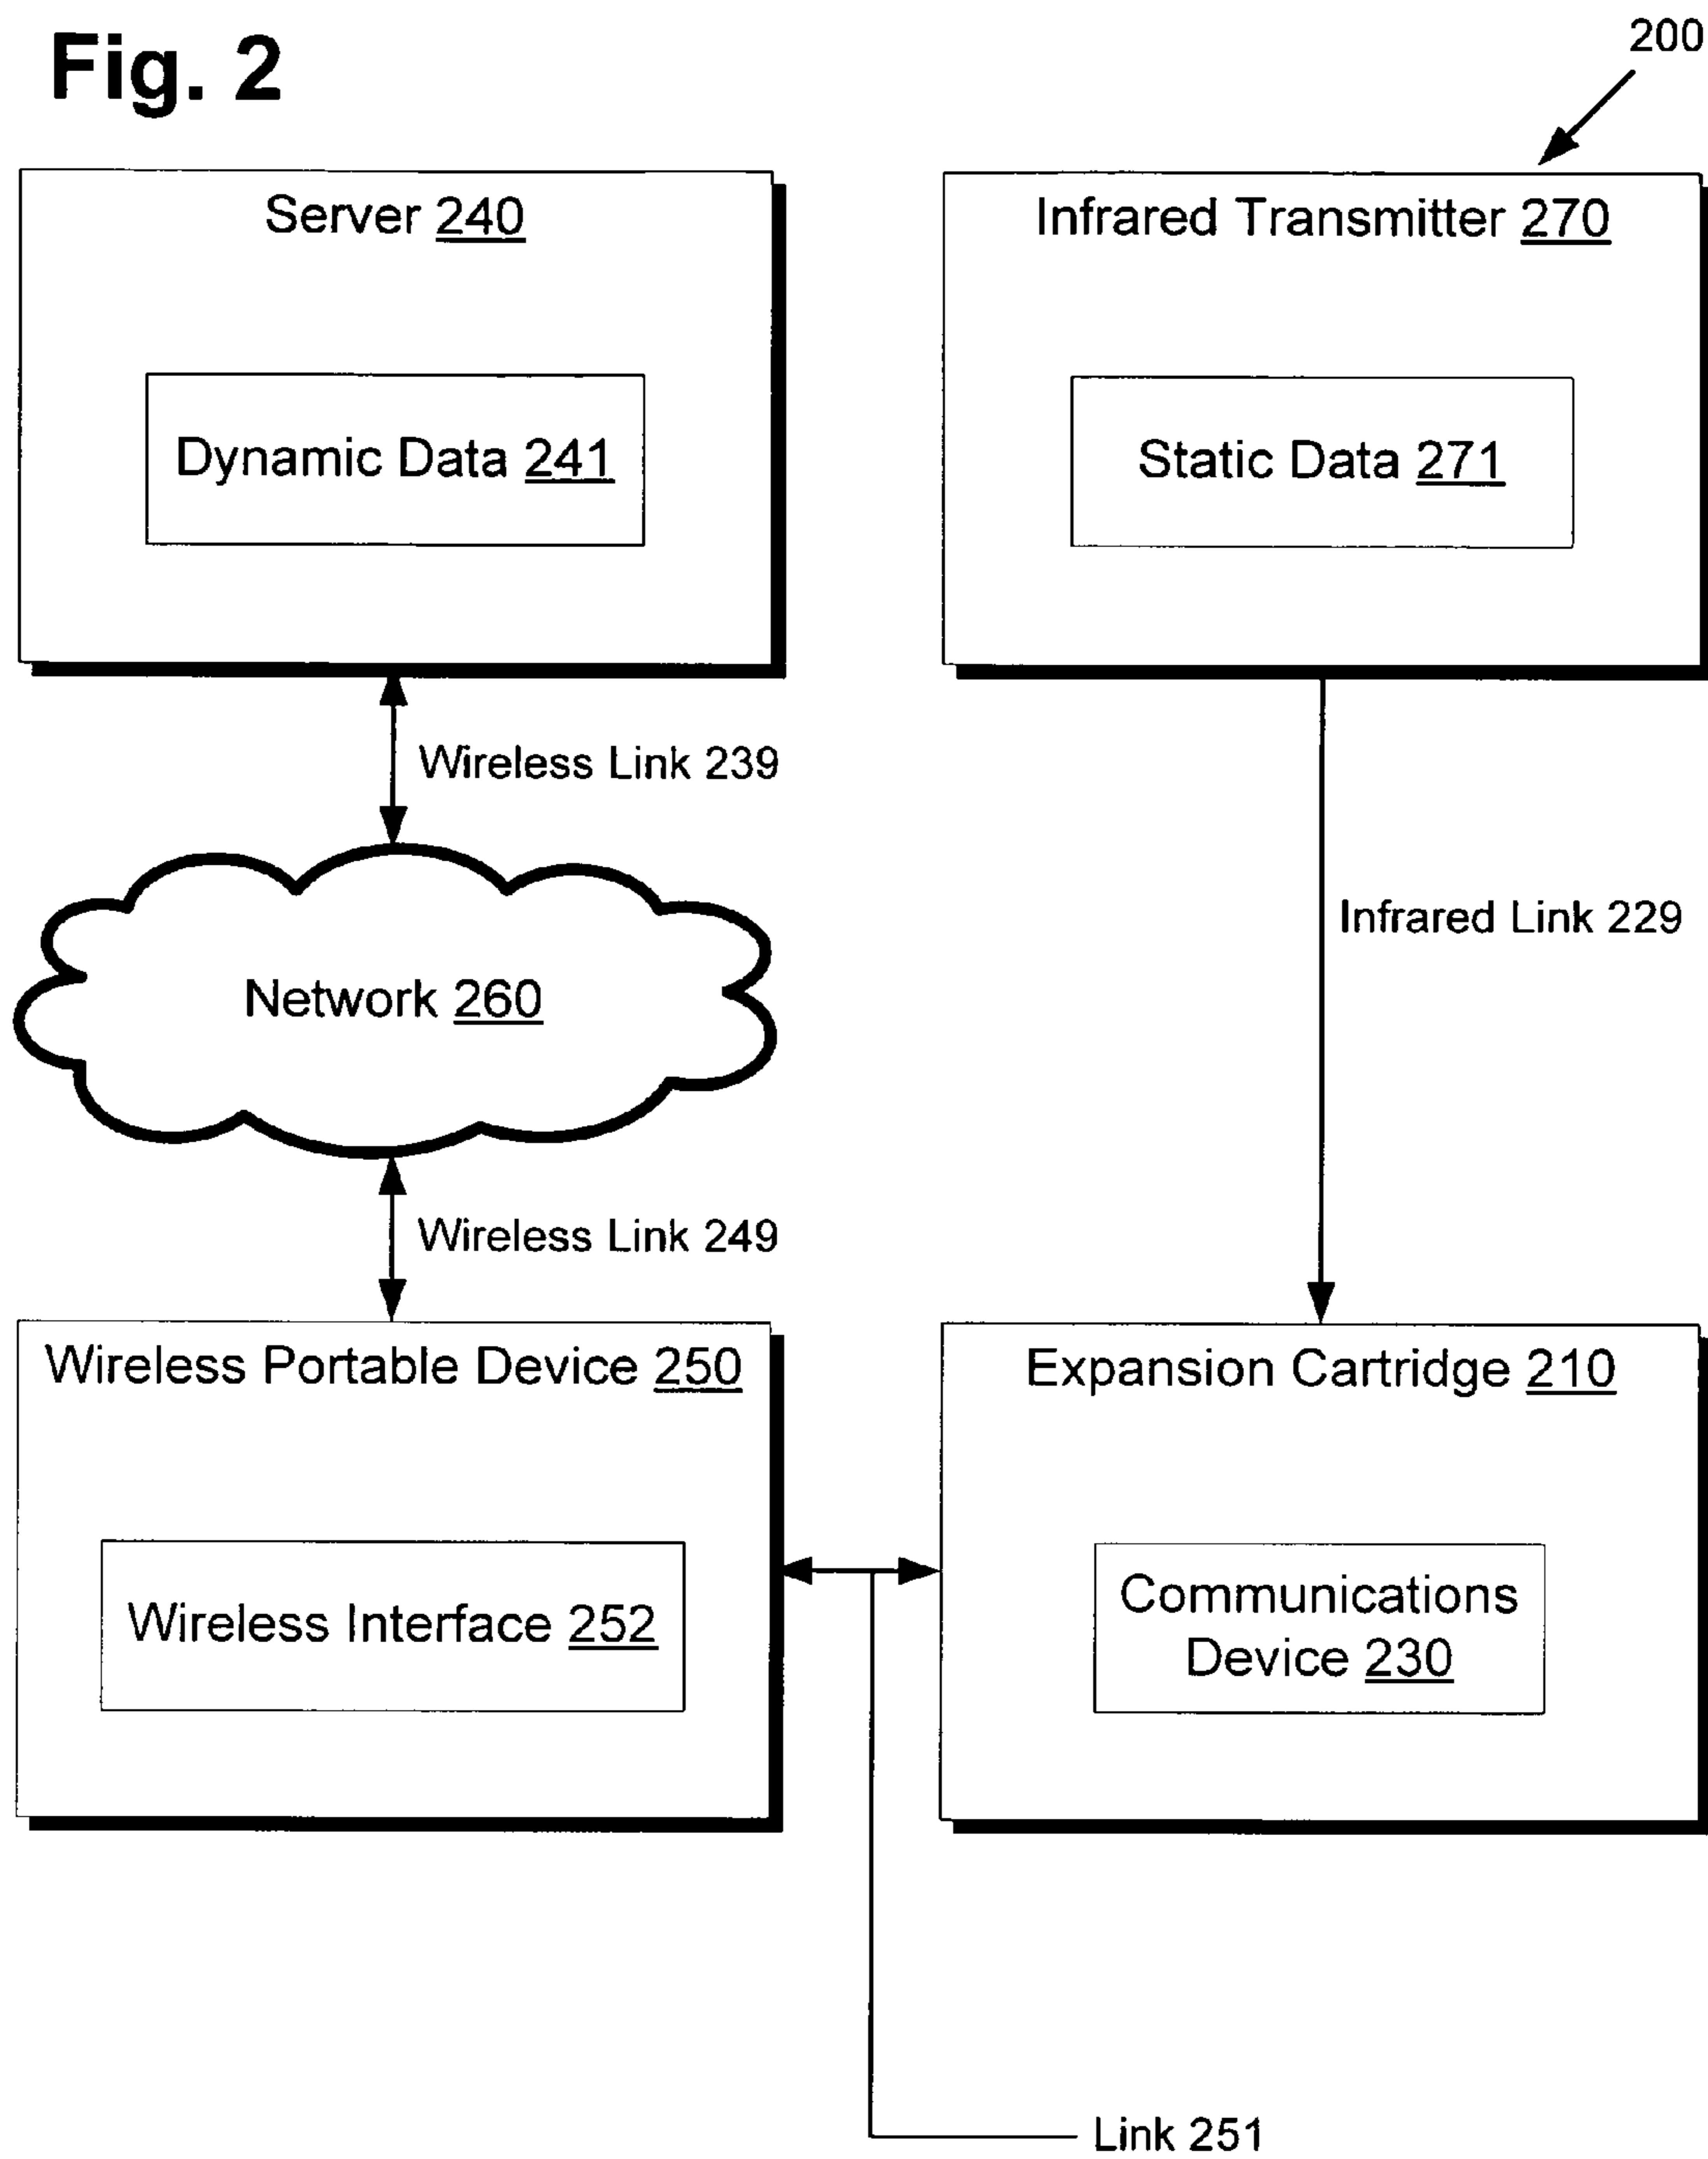 Fig. 2
200
Server 240
Infrared Transmitter 270
Dynamic Data 241
Static Data 271
Wireless Link 239
Infrared Link 229
Network 260
Wireless Link 249
Wireless Portable Device 250
Expansion Cartridge 210
Wireless Interface 252
Communications
Device 230
Link 251